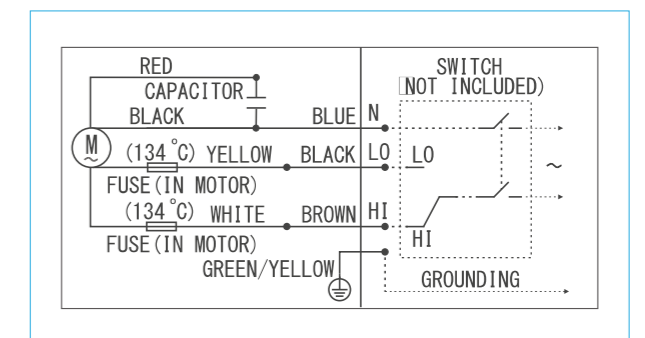 RED
CAPACITOR
BLACK
BLUE
N
M
~
(134°C) YELLOW
BLACK
LO
LO
FUSE(IN MOTOR)
(134°C) WHITE
BROWN
HI
HI
FUSE(IN MOTOR)
GREEN/YELLOW
SWITCH
NOT INCLUDED)
~
GROUNDING